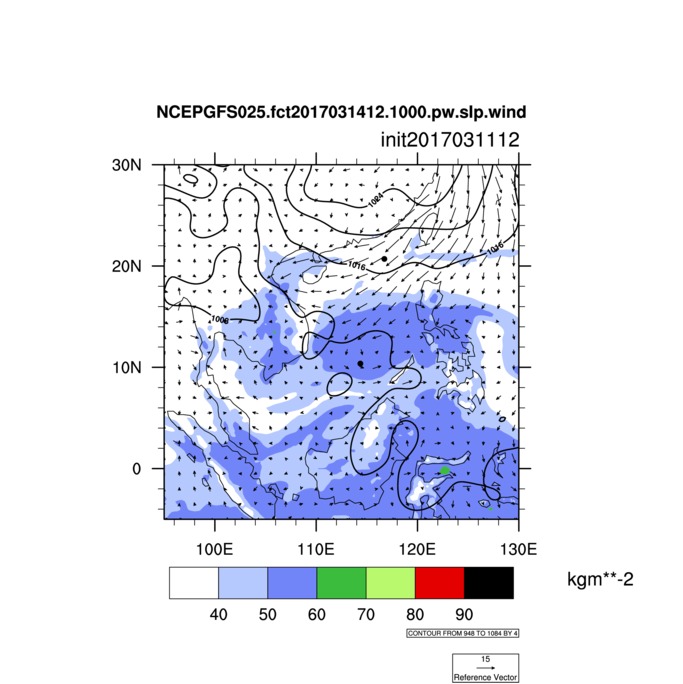 NCEPGFS025.fct2017031412.1000.pw.slp.wind
init2017031112
30N
1024
1016
20N
1016
1008
10N
0
0
100E 110E 120E 130E
kgm**-2
40 50 60 70 80 90
CONTOUR FROM 948 TO 1084 BY 4
15
Reference Vector